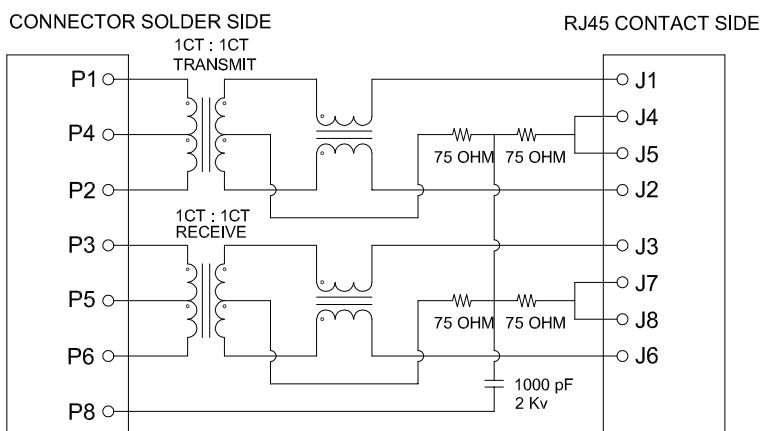 CONNECTOR SOLDER SIDE
RJ45 CONTACT SIDE
1CT : 1CT
TRANSMIT
P1
J1
J4
P4
75 OHM
75 OHM
J5
P2
J2
1CT : 1CT
RECEIVE
P3
J3
J7
P5
75 OHM
75 OHM
J8
P6
J6
1000 pF
2 Kv
P8